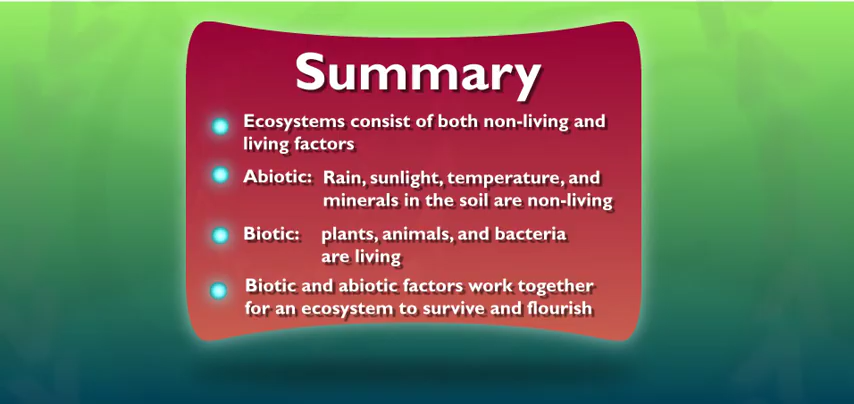 Summary
Ecosystems consist of both non-living and
living factors
Abiotic: Rain, sunlight, temperature, and
minerals in the soil are non-living
Biotic: plants, animals, and bacteria
are living
Biotic and abiotic factors work together
for an ecosystem to survive and flourish